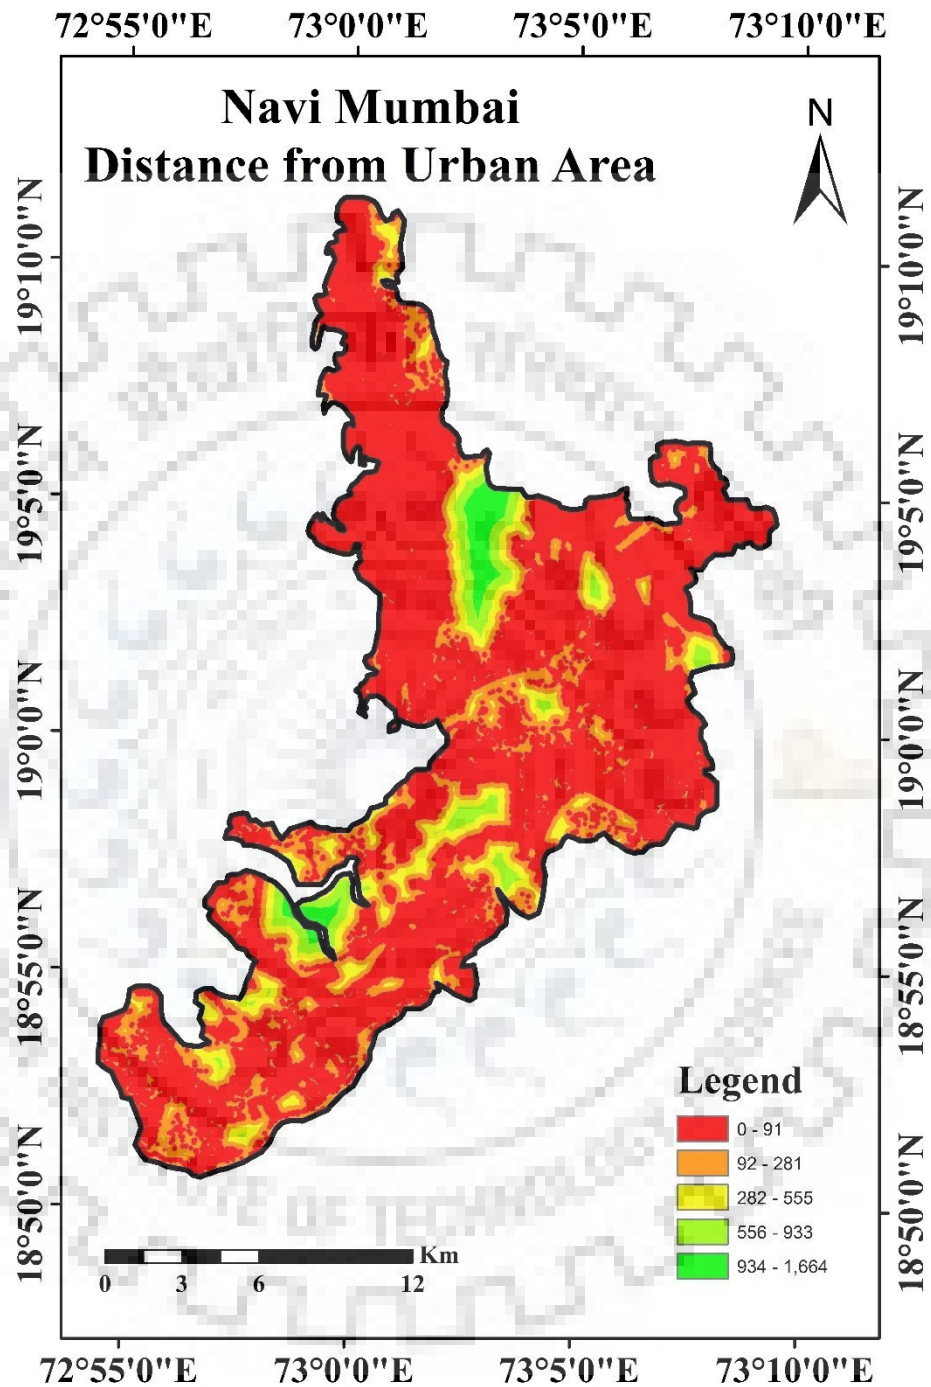 72°55'0"E 73°0'0"E 73°5'0"E 73°10'0"E
Navi Mumbai
Distance from Urban Area
N
19°10'0"N 19°10'0"N
19°5'0"N 19°5'0"N
19°0'0"N 19°0'0"N
18°55'0"N 18°55'0"N
18°50'0"N 18°50'0"N
Legend
0 - 91
92 - 281
282 - 555
556 - 933
934 - 1,664
Km
0 3 6 12
72°55'0"E 73°0'0"E 73°5'0"E 73°10'0"E